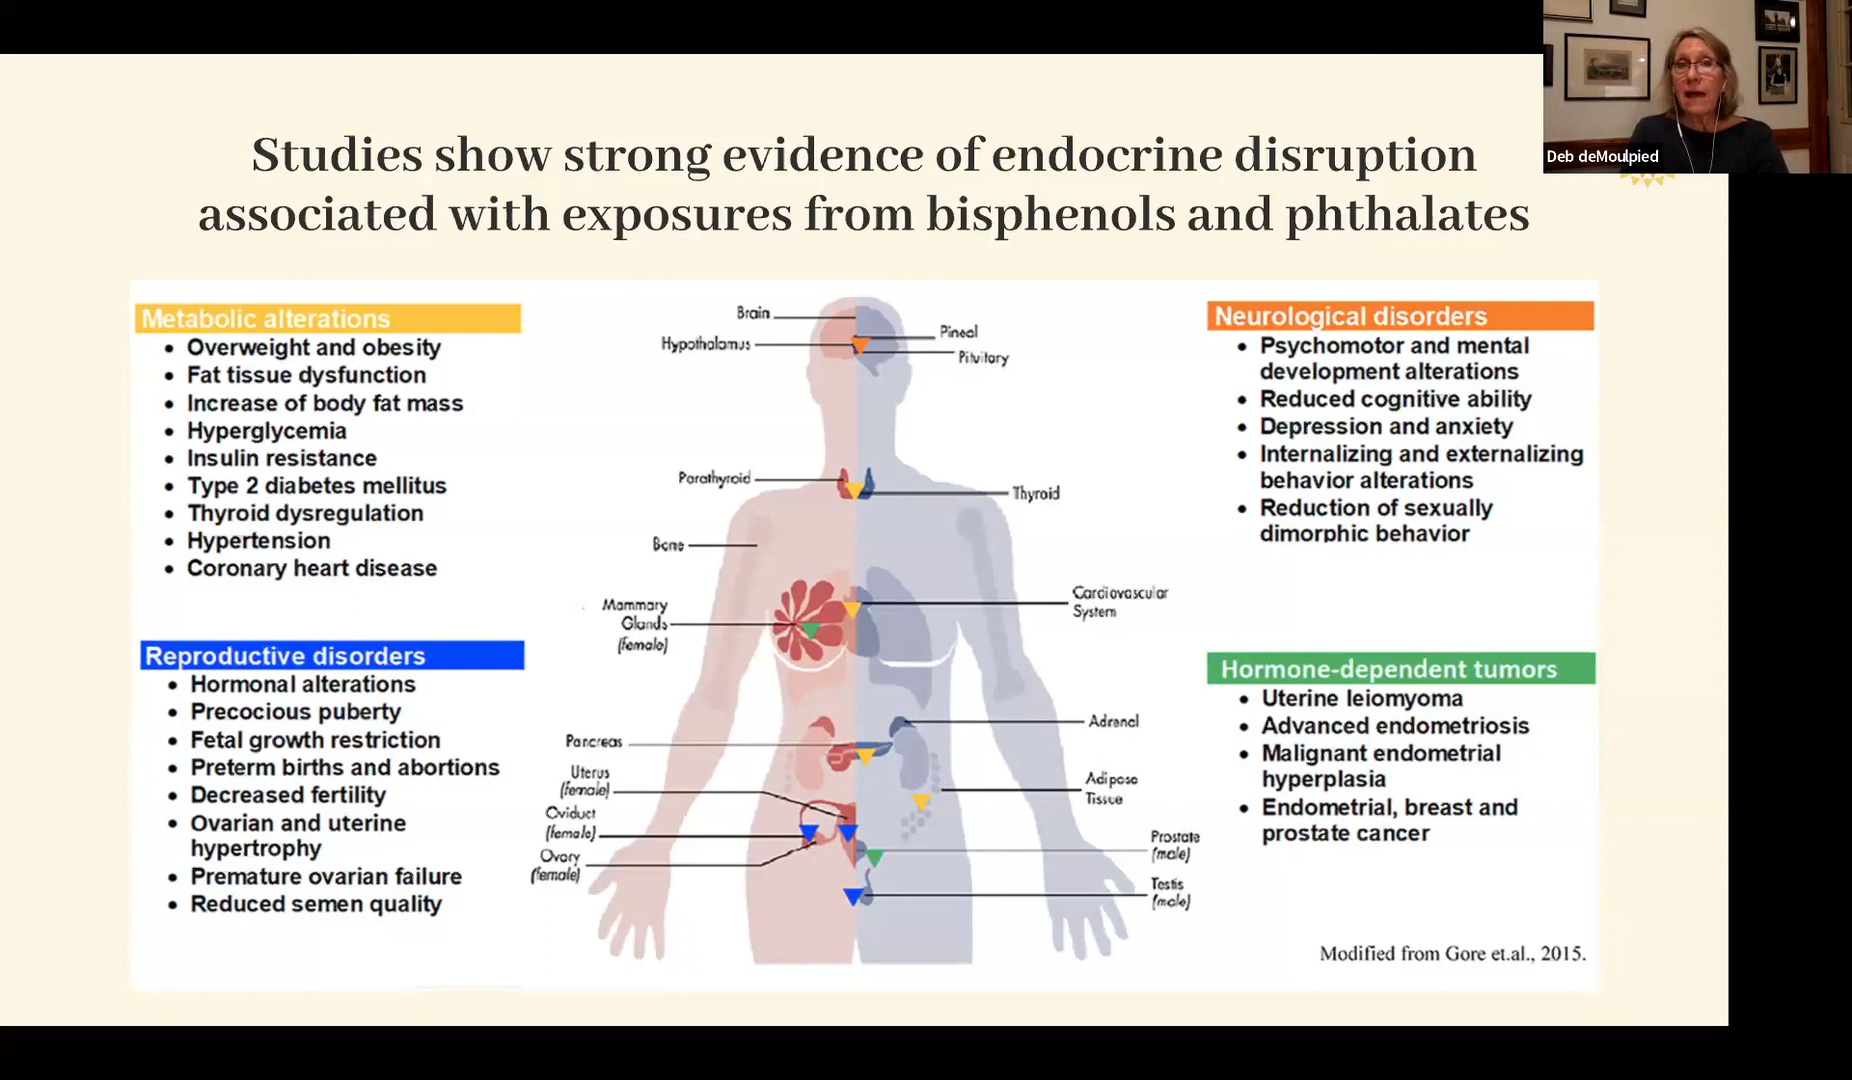 Deb deMoulpied
Studies show strong evidence of endocrine disruption
associated with exposures from bisphenols and phthalates
Metabolic alterations
• Overweight and obesity
• Fat tissue dysfunction
• Increase of body fat mass
• Hyperglycemia
• Insulin resistance
• Type 2 diabetes mellitus
• Thyroid dysregulation
• Hypertension
• Coronary heart disease
Reproductive disorders
• Hormonal alterations
• Precocious puberty
• Fetal growth restriction
• Preterm births and abortions
• Decreased fertility
• Ovarian and uterine
hypertrophy
• Premature ovarian failure
• Reduced semen quality
Brain
Hypothalamus
Pineal
Pituitary
Parathyroid
Thyroid
Bone
Mammary
Glands
(female)
Cardiovascular
System
Adrenal
Pancreas
Uterus
(female)
Adipose
Tissue
Oviduct
(female)
Ovary
(female)
Prostate
(male)
Testis
(male)
Neurological disorders
• Psychomotor and mental
development alterations
• Reduced cognitive ability
• Depression and anxiety
• Internalizing and externalizing
behavior alterations
• Reduction of sexually
dimorphic behavior
Hormone-dependent tumors
• Uterine leiomyoma
• Advanced endometriosis
• Malignant endometrial
hyperplasia
• Endometrial, breast and
prostate cancer
Modified from Gore et.al., 2015.